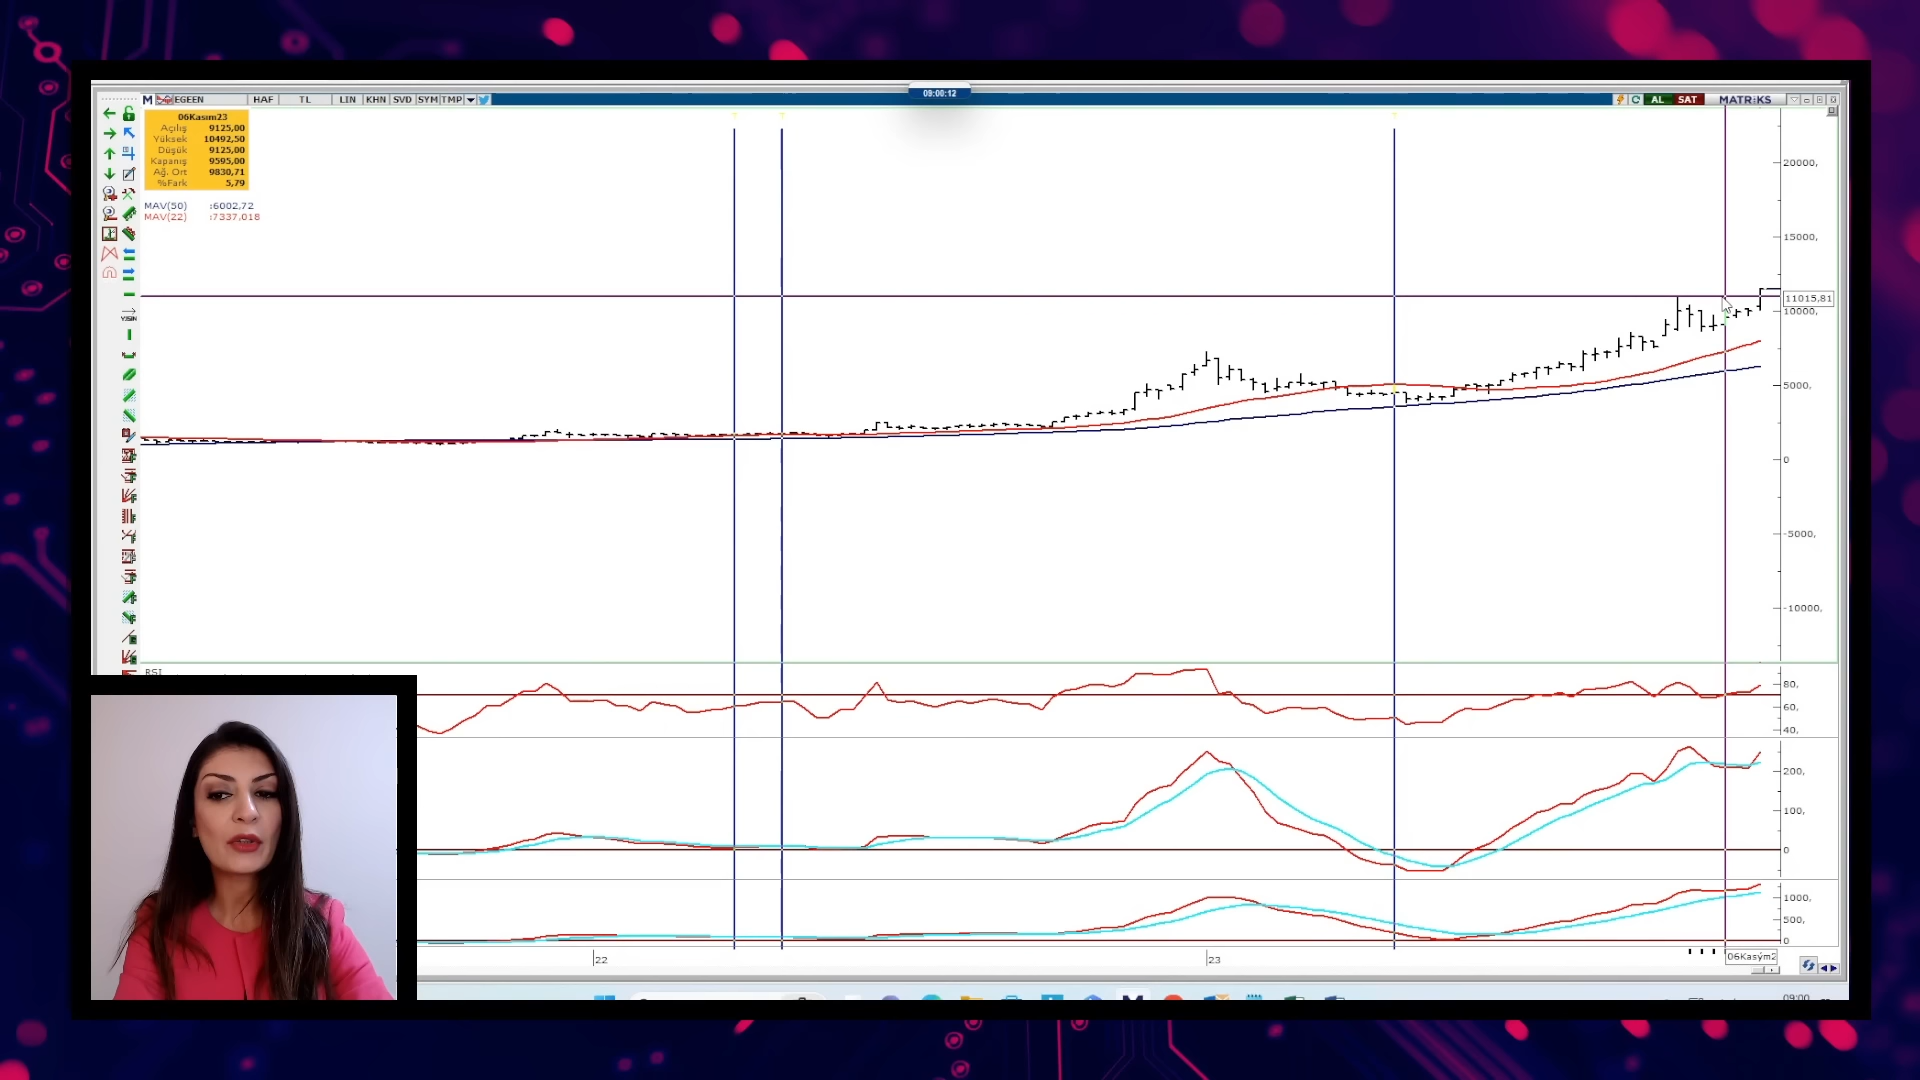 09:00:12
M EGEEN HAF TL LIN KHN SVD SYM TMP
AL SAT MATRiKS
06Kasım23
Açılış 9125,00
Yüksek 10492,50
Düşük 9125,00
Kapanış 9595,00
Ağ. Ort 9830,71
%Fark 5,79
MAV(50) :6002,72
MAV(22) :7337,018
20000,
15000,
11015,81
10000,
5000,
0
-5000,
-10000,
RSI
80,
60,
40,
200,
100,
0
1000,
500,
0
22
23
06Kasým2
09:00